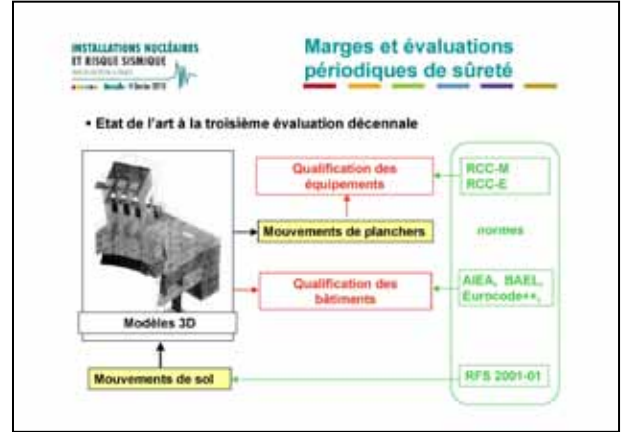 INSTALLATIONS NUCLÉAIRES
ET RISQUE SISMIQUE
Marges et évaluations
périodiques de sûreté
▪ Etat de l'art à la troisième évaluation décennale
Qualification des
équipements
RCC-M
RCC-E
Mouvements de planchers
normes
Qualification des
bâtiments
AIEA, BAEL,
Eurocode++,
Modèles 3D
Mouvements de sol
RFS 2001-01